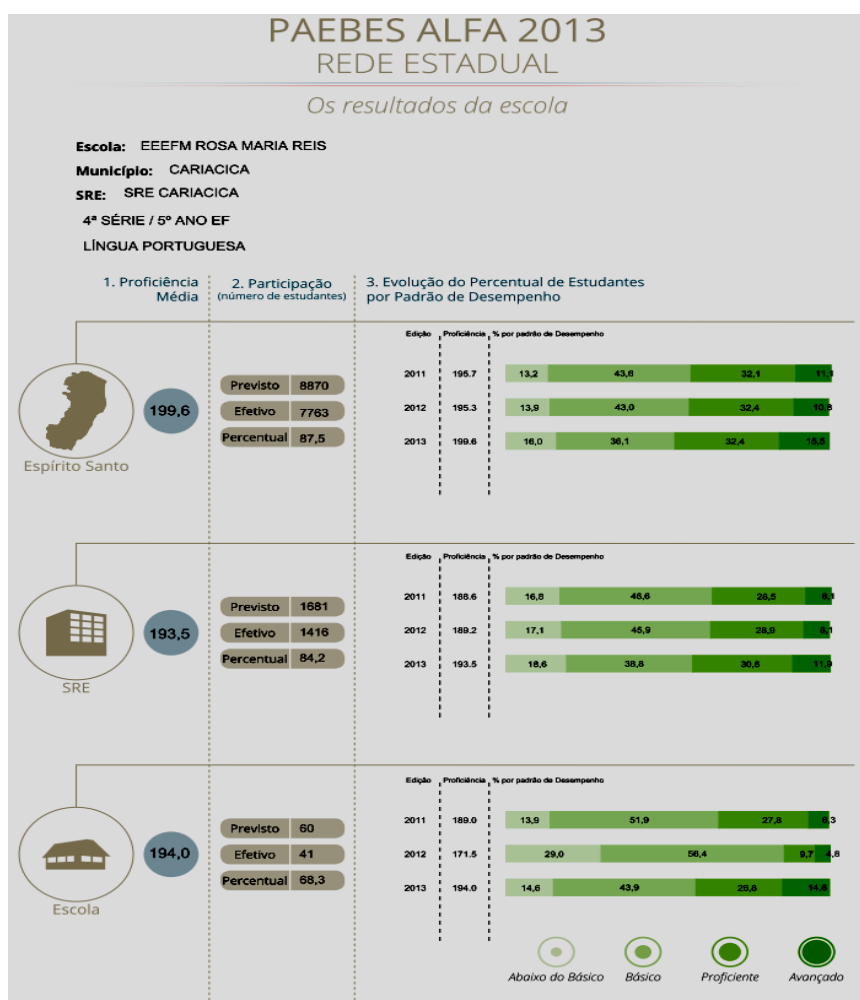 PAEBES ALFA 2013
REDE ESTADUAL
Os resultados da escola
Escola: EEEFM ROSA MARIA REIS
Município: CARIACICA
SRE: SRE CARIACICA
4ª SÉRIE / 5º ANO EF
LÍNGUA PORTUGUESA
1. Proficiência Média
2. Participação (número de estudantes)
3. Evolução do Percentual de Estudantes
por Padrão de Desempenho
Espírito Santo
199,6
Previsto 8870
Efetivo 7763
Percentual 87,5
Edição Proficiência % por padrão de Desempenho
2011 195.7 13,2 43,6 32,1 11,1
2012 195.3 13,9 43,0 32,4 10,8
2013 199.6 16,0 36,1 32,4 15,5
SRE
193,5
Previsto 1681
Efetivo 1416
Percentual 84,2
Edição Proficiência % por padrão de Desempenho
2011 188.6 16,8 46,6 28,5 8,1
2012 189.2 17,1 45,9 28,9 8,1
2013 193.5 18,6 38,8 30,6 11,9
Escola
194,0
Previsto 60
Efetivo 41
Percentual 68,3
Edição Proficiência % por padrão de Desempenho
2011 189.0 13,9 51,9 27,8 6,3
2012 171.5 29,0 56,4 9,7 4,8
2013 194.0 14,6 43,9 26,8 14,6
Abaixo do Básico Básico Proficiente Avançado